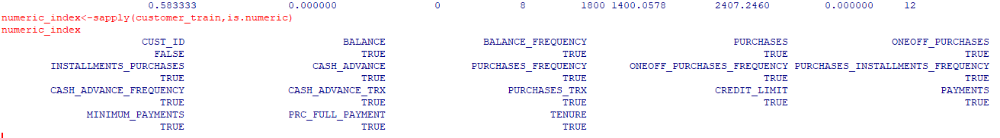 0.583333 0.000000 0 8 1800 1400.0578 2407.2460 0.000000 12
numeric_index<-sapply(customer_train,is.numeric)
numeric_index
CUST_ID BALANCE BALANCE_FREQUENCY PURCHASES ONEOFF_PURCHASES
FALSE TRUE TRUE TRUE TRUE
INSTALLMENTS_PURCHASES CASH_ADVANCE PURCHASES_FREQUENCY ONEOFF_PURCHASES_FREQUENCY PURCHASES_INSTALLMENTS_FREQUENCY
TRUE TRUE TRUE TRUE TRUE
CASH_ADVANCE_FREQUENCY CASH_ADVANCE_TRX PURCHASES_TRX CREDIT_LIMIT PAYMENTS
TRUE TRUE TRUE TRUE TRUE
MINIMUM_PAYMENTS PRC_FULL_PAYMENT TENURE
TRUE TRUE TRUE